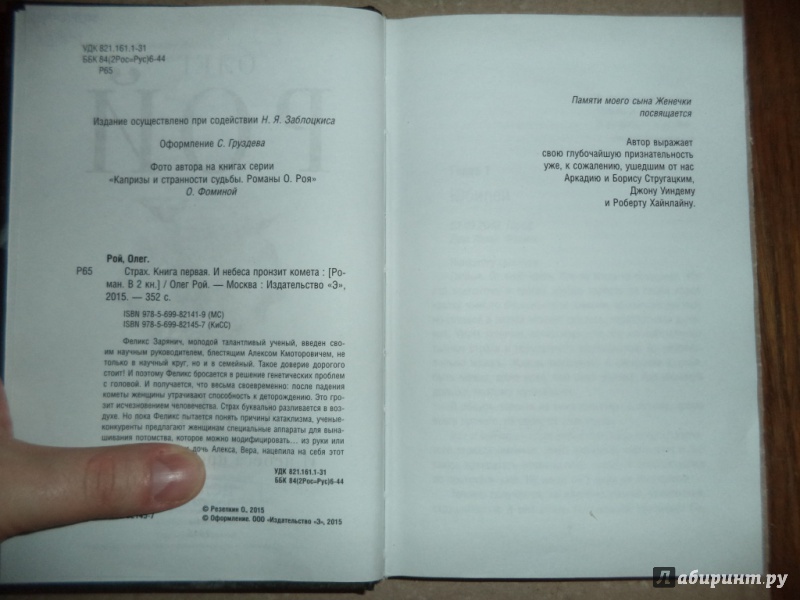 УДК 821.161.1-31
ББК 84(2Рос=Рус)6-44
Р65
Издание осуществлено при содействии Н. Я. Заблоцкиса
Оформление С. Груздева
Фото автора на книгах серии
«Капризы и странности судьбы. Романы О. Роя»
О. Фоминой
Рой, Олег.
Р65 Страх. Книга первая. И небеса пронзит комета : [Ро-
ман. В 2 кн.] / Олег Рой. — Москва : Издательство «Э»,
2015. — 352 с.
ISBN 978-5-699-82141-9 (МС)
ISBN 978-5-699-82145-7 (КиСС)
Феликс Зарянич, молодой талантливый ученый, введен сво-
им научным руководителем, блестящим Алексом Кмоторовичем, не
только в научный круг, но и в семейный. Такое доверие дорогого
стоит! И поэтому Феликс бросается в решение генетических проблем
с головой. И получается, что весьма своевременно: после падения
кометы женщины утрачивают способность к деторождению. Это гро-
зит исчезновением человечества. Страх буквально разливается в воз-
духе. Но пока Феликс пытается понять причины катаклизма, ученые-
конкуренты предлагают женщинам специальные аппараты для вына-
шивания потомства, которое можно модифицировать... из руки или
дочь Алекса, Вера, нацепила на себя этот
УДК 821.161.1-31
ББК 84(2Рос=Рус)6-44
© Резепкин О., 2015
© Оформление. ООО «Издательство «Э», 2015
Памяти моего сына Женечки
посвящается
Автор выражает
свою глубочайшую признательность
уже, к сожалению, ушедшим от нас
Аркадию и Борису Стругацким,
Джону Уиндему
и Роберту Хайнлайну.
Лабиринт.ру